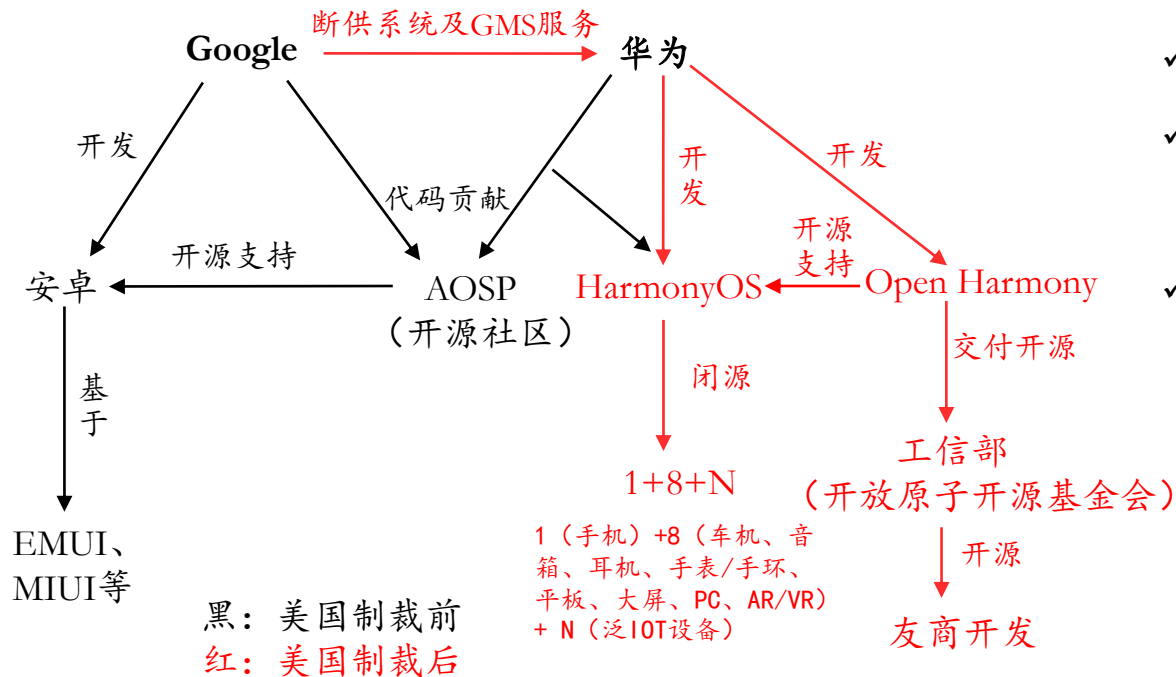 断供系统及GMS服务
Google
华为
开发
代码贡献
开发
开发
开源支持
开源
支持
安卓
AOSP
（开源社区）
HarmonyOS
Open Harmony
基于
闭源
交付开源
工信部
（开放原子开源基金会）
1+8+N
1（手机）+8（车机、音
箱、耳机、手表/手环、
平板、大屏、PC、AR/VR）
+ N（泛IOT设备）
开源
友商开发
EMUI、
MIUI等
黑：美国制裁前
红：美国制裁后